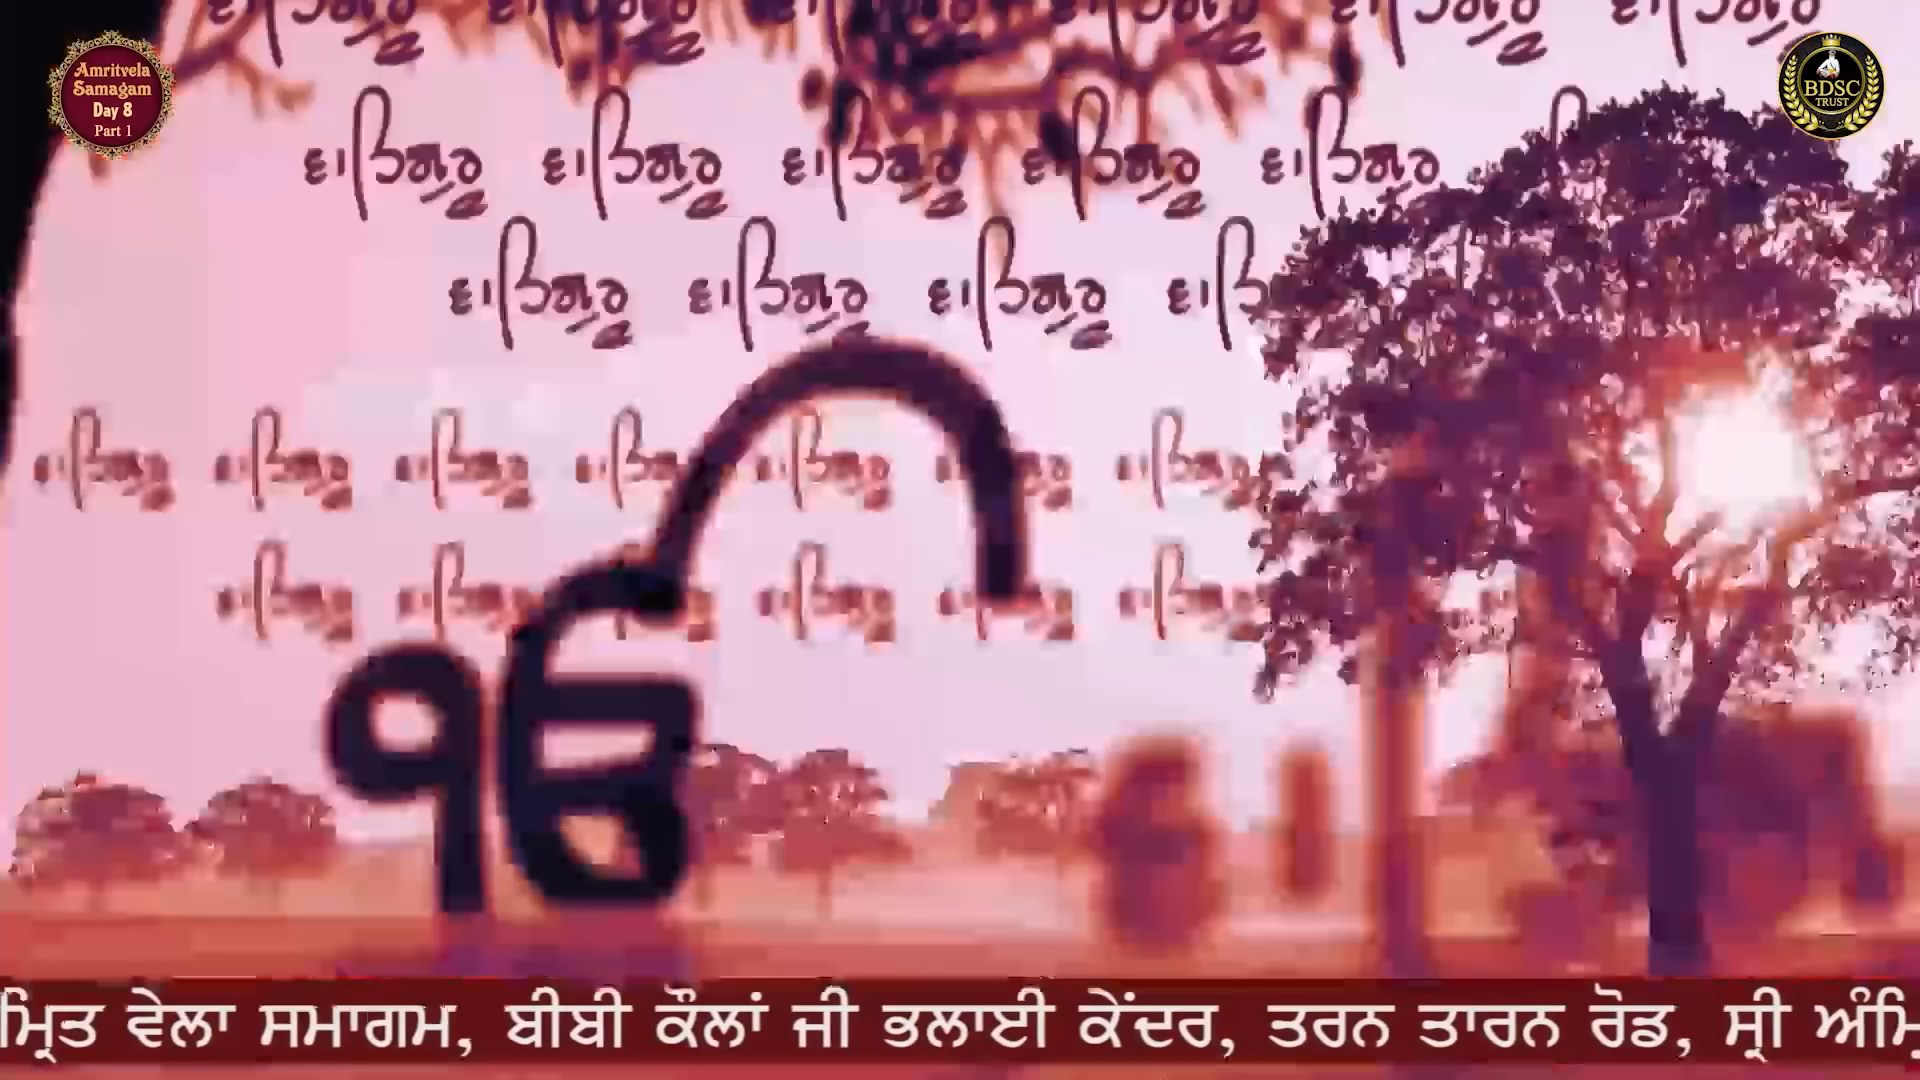 Amritvela
Samagam
Day 8
Part 1
BDSC
TRUST
ਵਾਹਿਗੁਰੂ ਵਾਹਿਗੁਰੂ ਵਾਹਿਗੁਰੂ ਵਾਹਿਗੁਰੂ ਵਾਹਿਗੁਰੂ
ਵਾਹਿਗੁਰੂ ਵਾਹਿਗੁਰੂ ਵਾਹਿਗੁਰੂ
ਵਾਹਿਗੁਰੂ ਵਾਹਿਗੁਰੂ ਵਾਹਿਗੁਰੂ ਵਾਹਿਗੁਰੂ ਵਾਹਿਗੁਰੂ ਵਾਹਿਗੁਰੂ
ਵਾਹਿਗੁਰੂ ਵਾਹਿਗੁਰੂ ਵਾਹਿਗੁਰੂ ਵਾਹਿਗੁਰੂ
ੴ
ਵੇਲਾ ਸਮਾਗਮ, ਬੀਬੀ ਕੌਲਾਂ ਜੀ ਭਲਾਈ ਕੇਂਦਰ, ਤਰਨ ਤਾਰਨ ਰੋਡ, ਸ੍ਰੀ